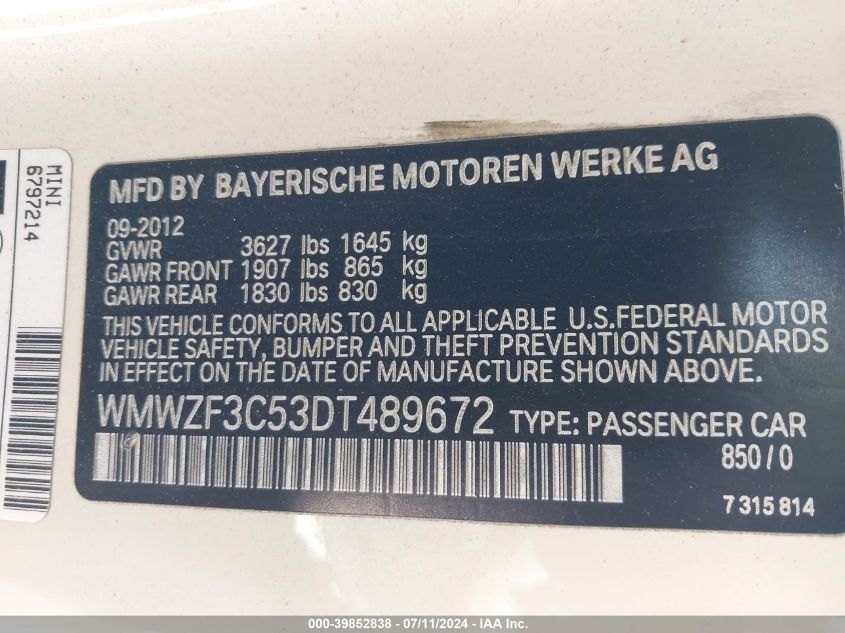 MINI
6797214
MFD BY BAYERISCHE MOTOREN WERKE AG
09-2012
GVWR 3627 lbs 1645 kg
GAWR FRONT 1907 lbs 865 kg
GAWR REAR 1830 lbs 830 kg
THIS VEHICLE CONFORMS TO ALL APPLICABLE U.S.FEDERAL MOTOR
VEHICLE SAFETY, BUMPER AND THEFT PREVENTION STANDARDS
IN EFFECT ON THE DATE OF MANUFACTURE SHOWN ABOVE.
WMWZF3C53DT489672 TYPE: PASSENGER CAR
850/0
7 315 814
000-39852838 - 07/11/2024 - IAA Inc.